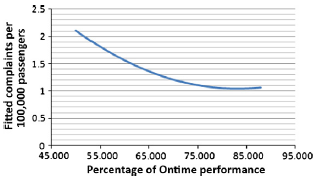 Fitted complaints per
100,000 passengers
2.5
2
1.5
1
0.5
0
45.000 55.000 65.000 75.000 85.000 95.000
Percentage of Ontime performance